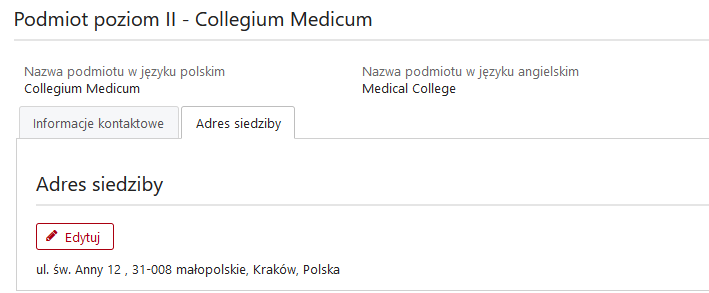 Podmiot poziom II - Collegium Medicum
Nazwa podmiotu w języku polskim
Collegium Medicum
Nazwa podmiotu w języku angielskim
Medical College
Informacje kontaktowe
Adres siedziby
Adres siedziby
Edytuj
ul. św. Anny 12 , 31-008 małopolskie, Kraków, Polska